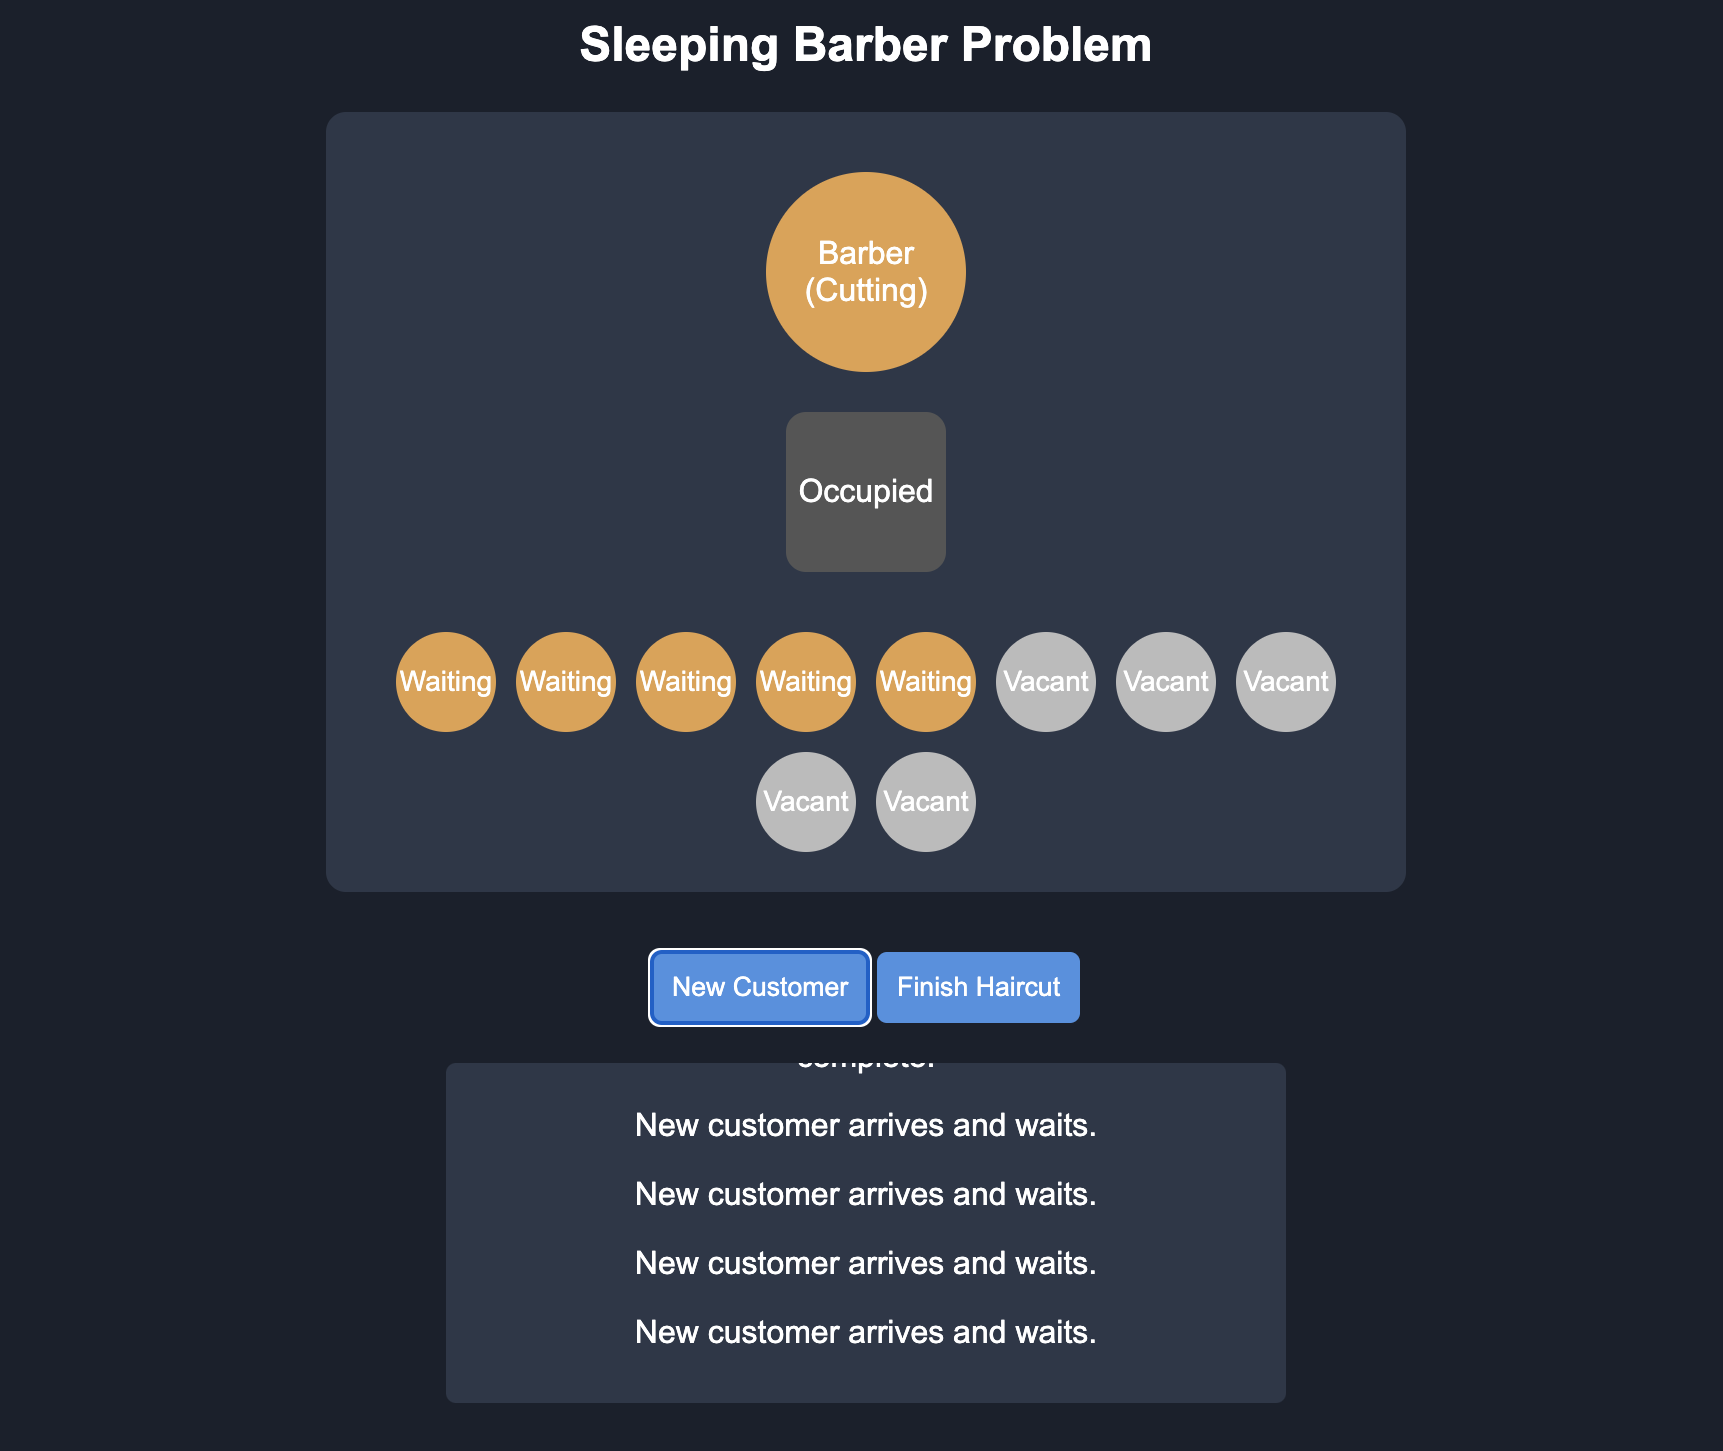 Sleeping Barber Problem
Barber
(Cutting)
Occupied
Waiting Waiting Waiting Waiting Waiting Vacant Vacant Vacant
Vacant Vacant
New Customer Finish Haircut
complete.
New customer arrives and waits.
New customer arrives and waits.
New customer arrives and waits.
New customer arrives and waits.